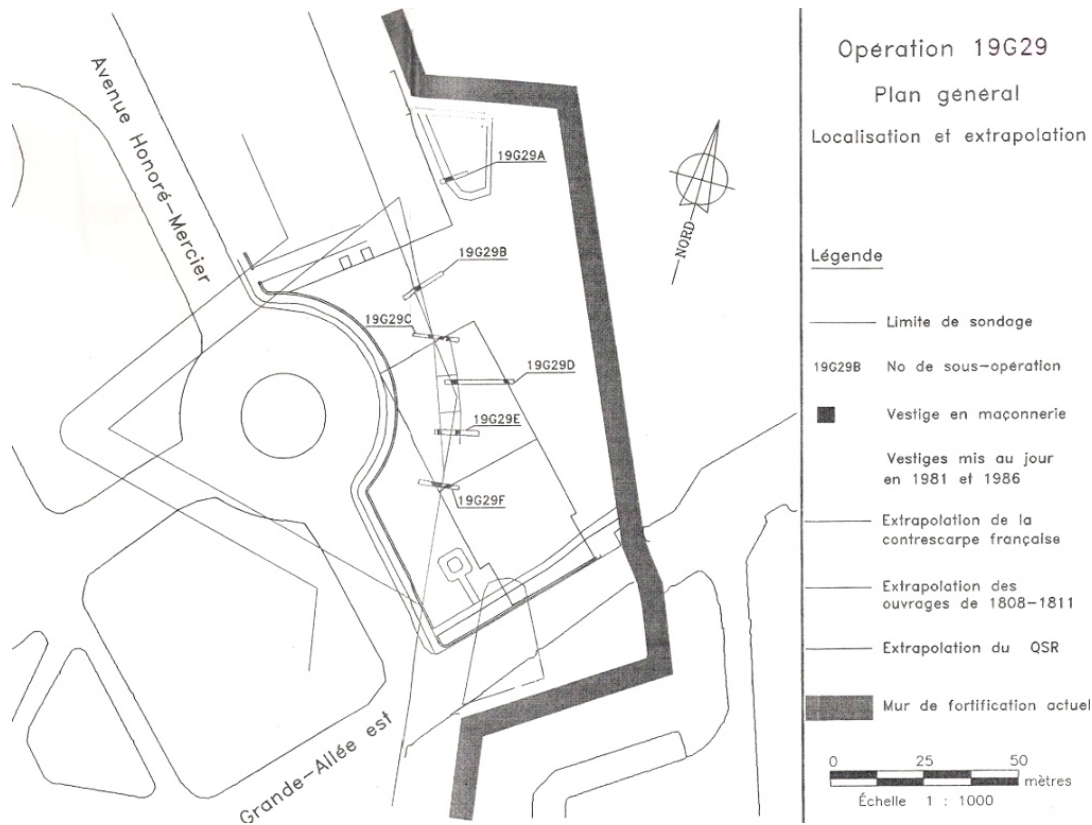 Opération 19G29
Plan général
Localisation et extrapolation
Avenue Honoré-Mercier
19G29A
19G29B
19G29C
19G29D
19G29E
19G29F
NORD
Grande-Allée est
Légende
Limite de sondage
19G29B No de sous-opération
Vestige en maçonnerie
Vestiges mis au jour
en 1981 et 1986
Extrapolation de la
contrescarpe française
Extrapolation des
ouvrages de 1808-1811
Extrapolation du QSR
Mur de fortification actuel
0 25 50
mètres
Échelle 1 : 1000